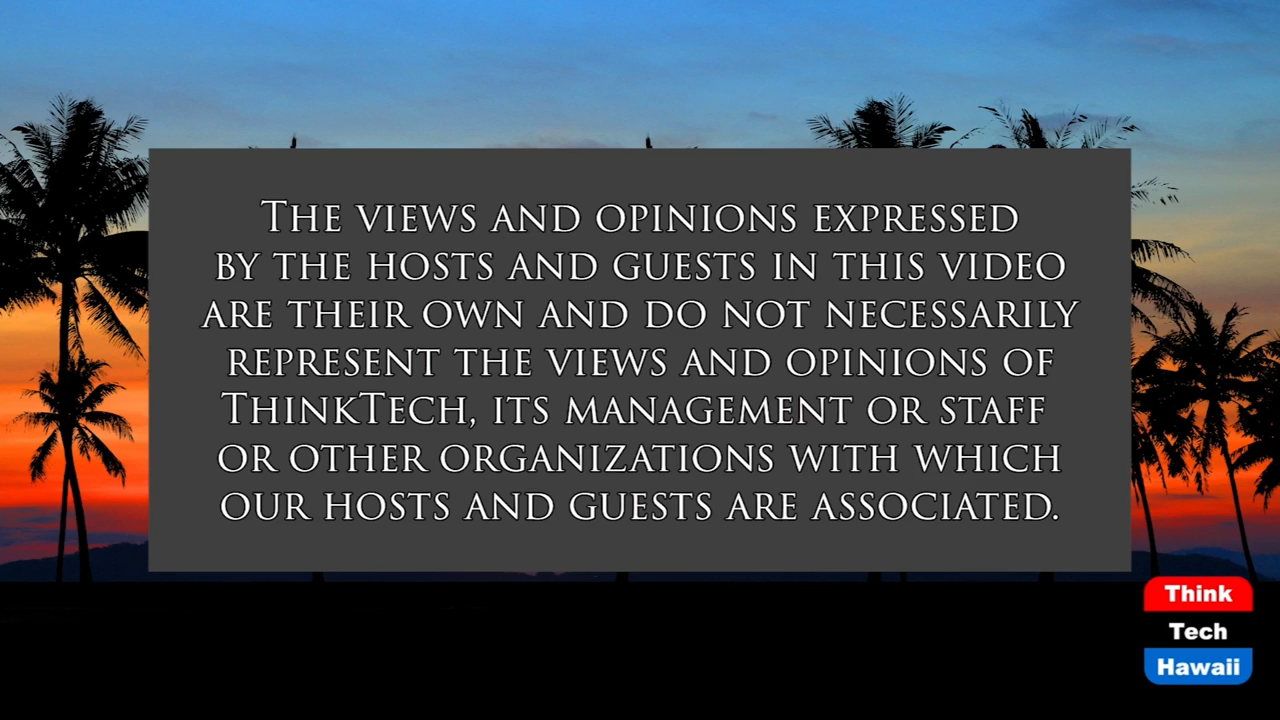 The views and opinions expressed
by the hosts and guests in this video
are their own and do not necessarily
represent the views and opinions of
ThinkTech, its management or staff
or other organizations with which
our hosts and guests are associated.
Think
Tech
Hawaii